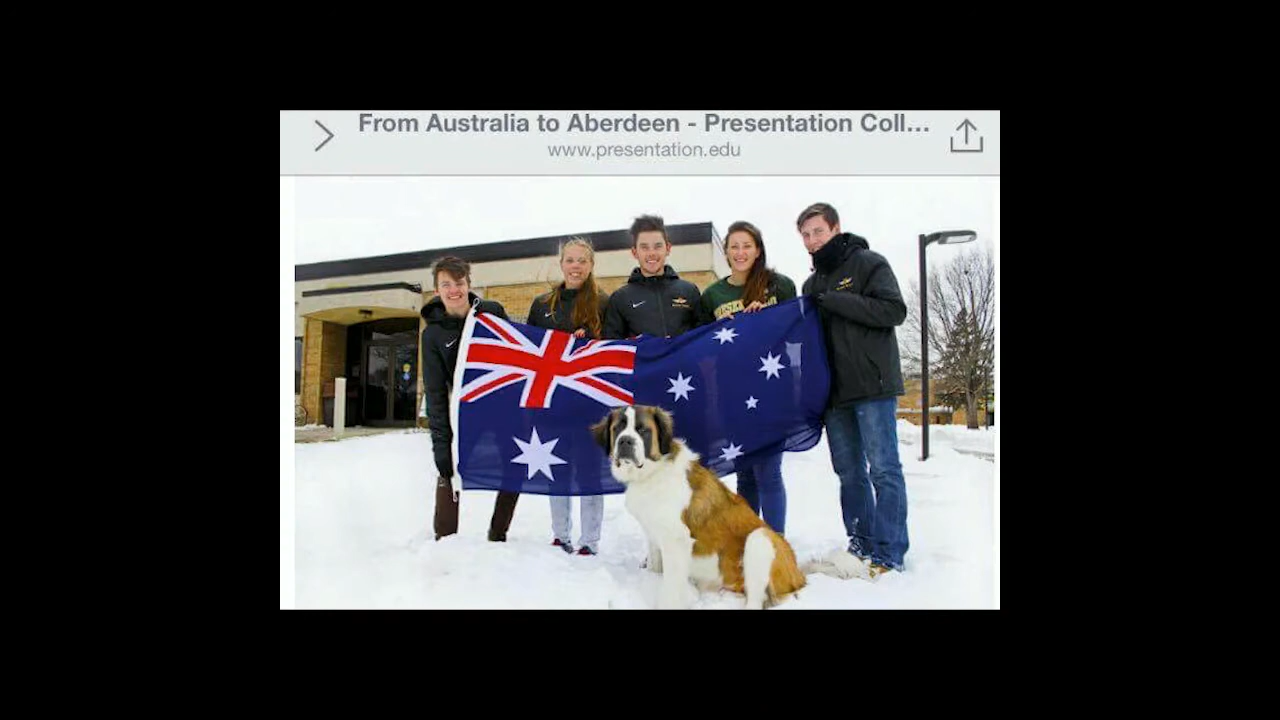 From Australia to Aberdeen - Presentation Coll...
www.presentation.edu